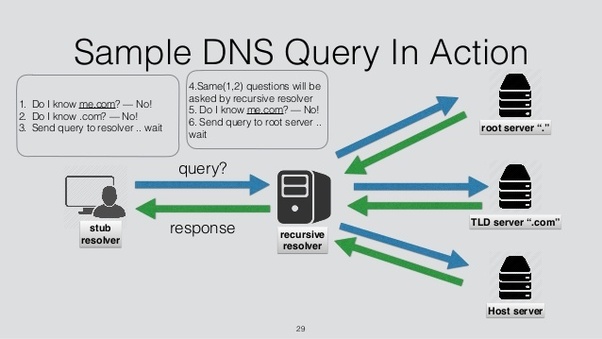 Sample DNS Query In Action
1. Do I know me.com? — No!
2. Do I know .com? — No!
3. Send query to resolver .. wait
4.Same(1,2) questions will be
asked by recursive resolver
5. Do I know me.com? — No!
6. Send query to root server ..
wait
query?
response
stub
resolver
recursive
resolver
root server “.”
TLD server “.com”
Host server
29